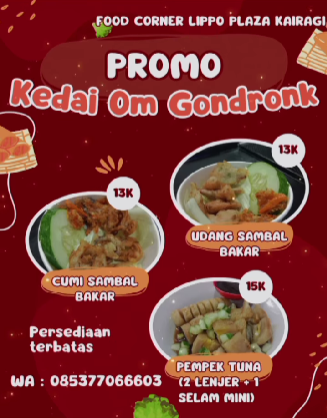 FOOD CORNER LIPPO PLAZA KAIRAGI
PROMO
Kedai Om Gondronk
13K
UDANG SAMBAL
BAKAR
13K
CUMI SAMBAL
BAKAR
15K
PEMPEK TUNA
(2 LENJER + 1
SELAM MINI)
Persediaan
terbatas
WA : 085377066603